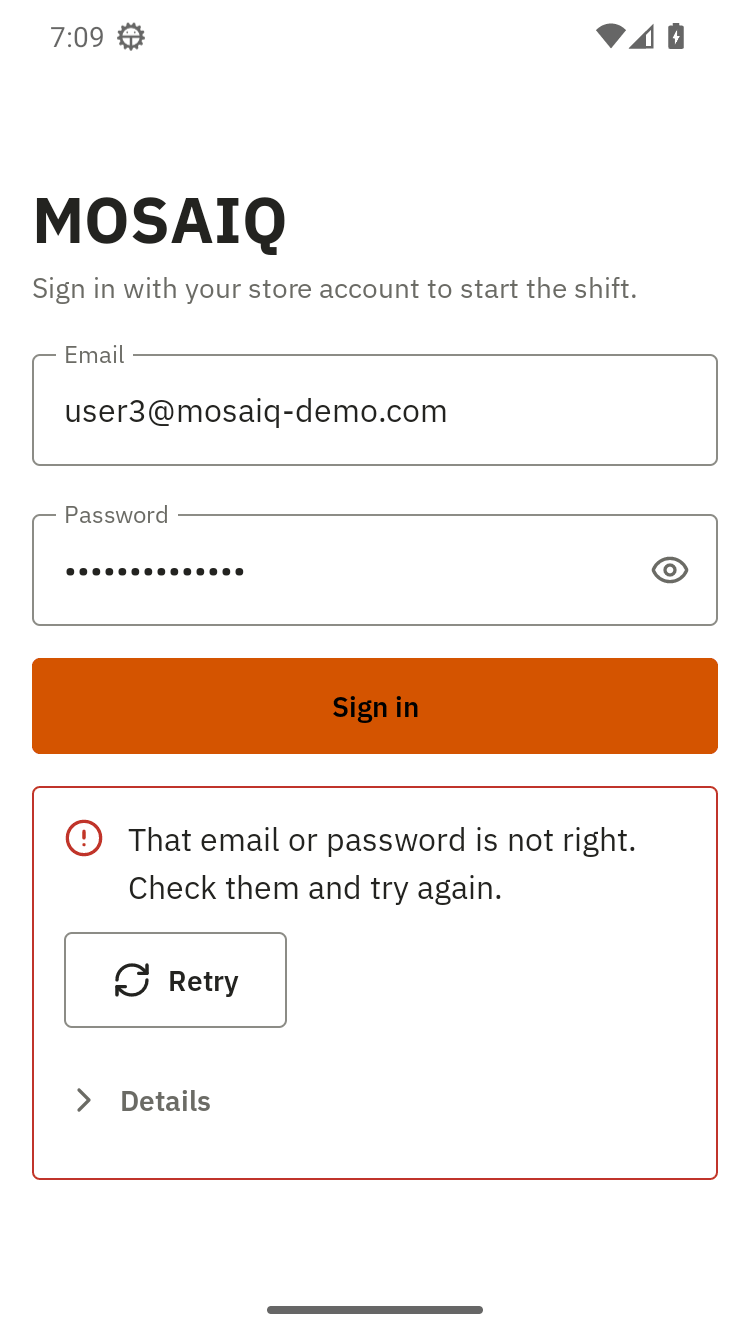 7:09
MOSAIQ
Sign in with your store account to start the shift.
Email
user3@mosaiq-demo.com
Password
••••••••••••••
Sign in
That email or password is not right.
Check them and try again.
Retry
Details